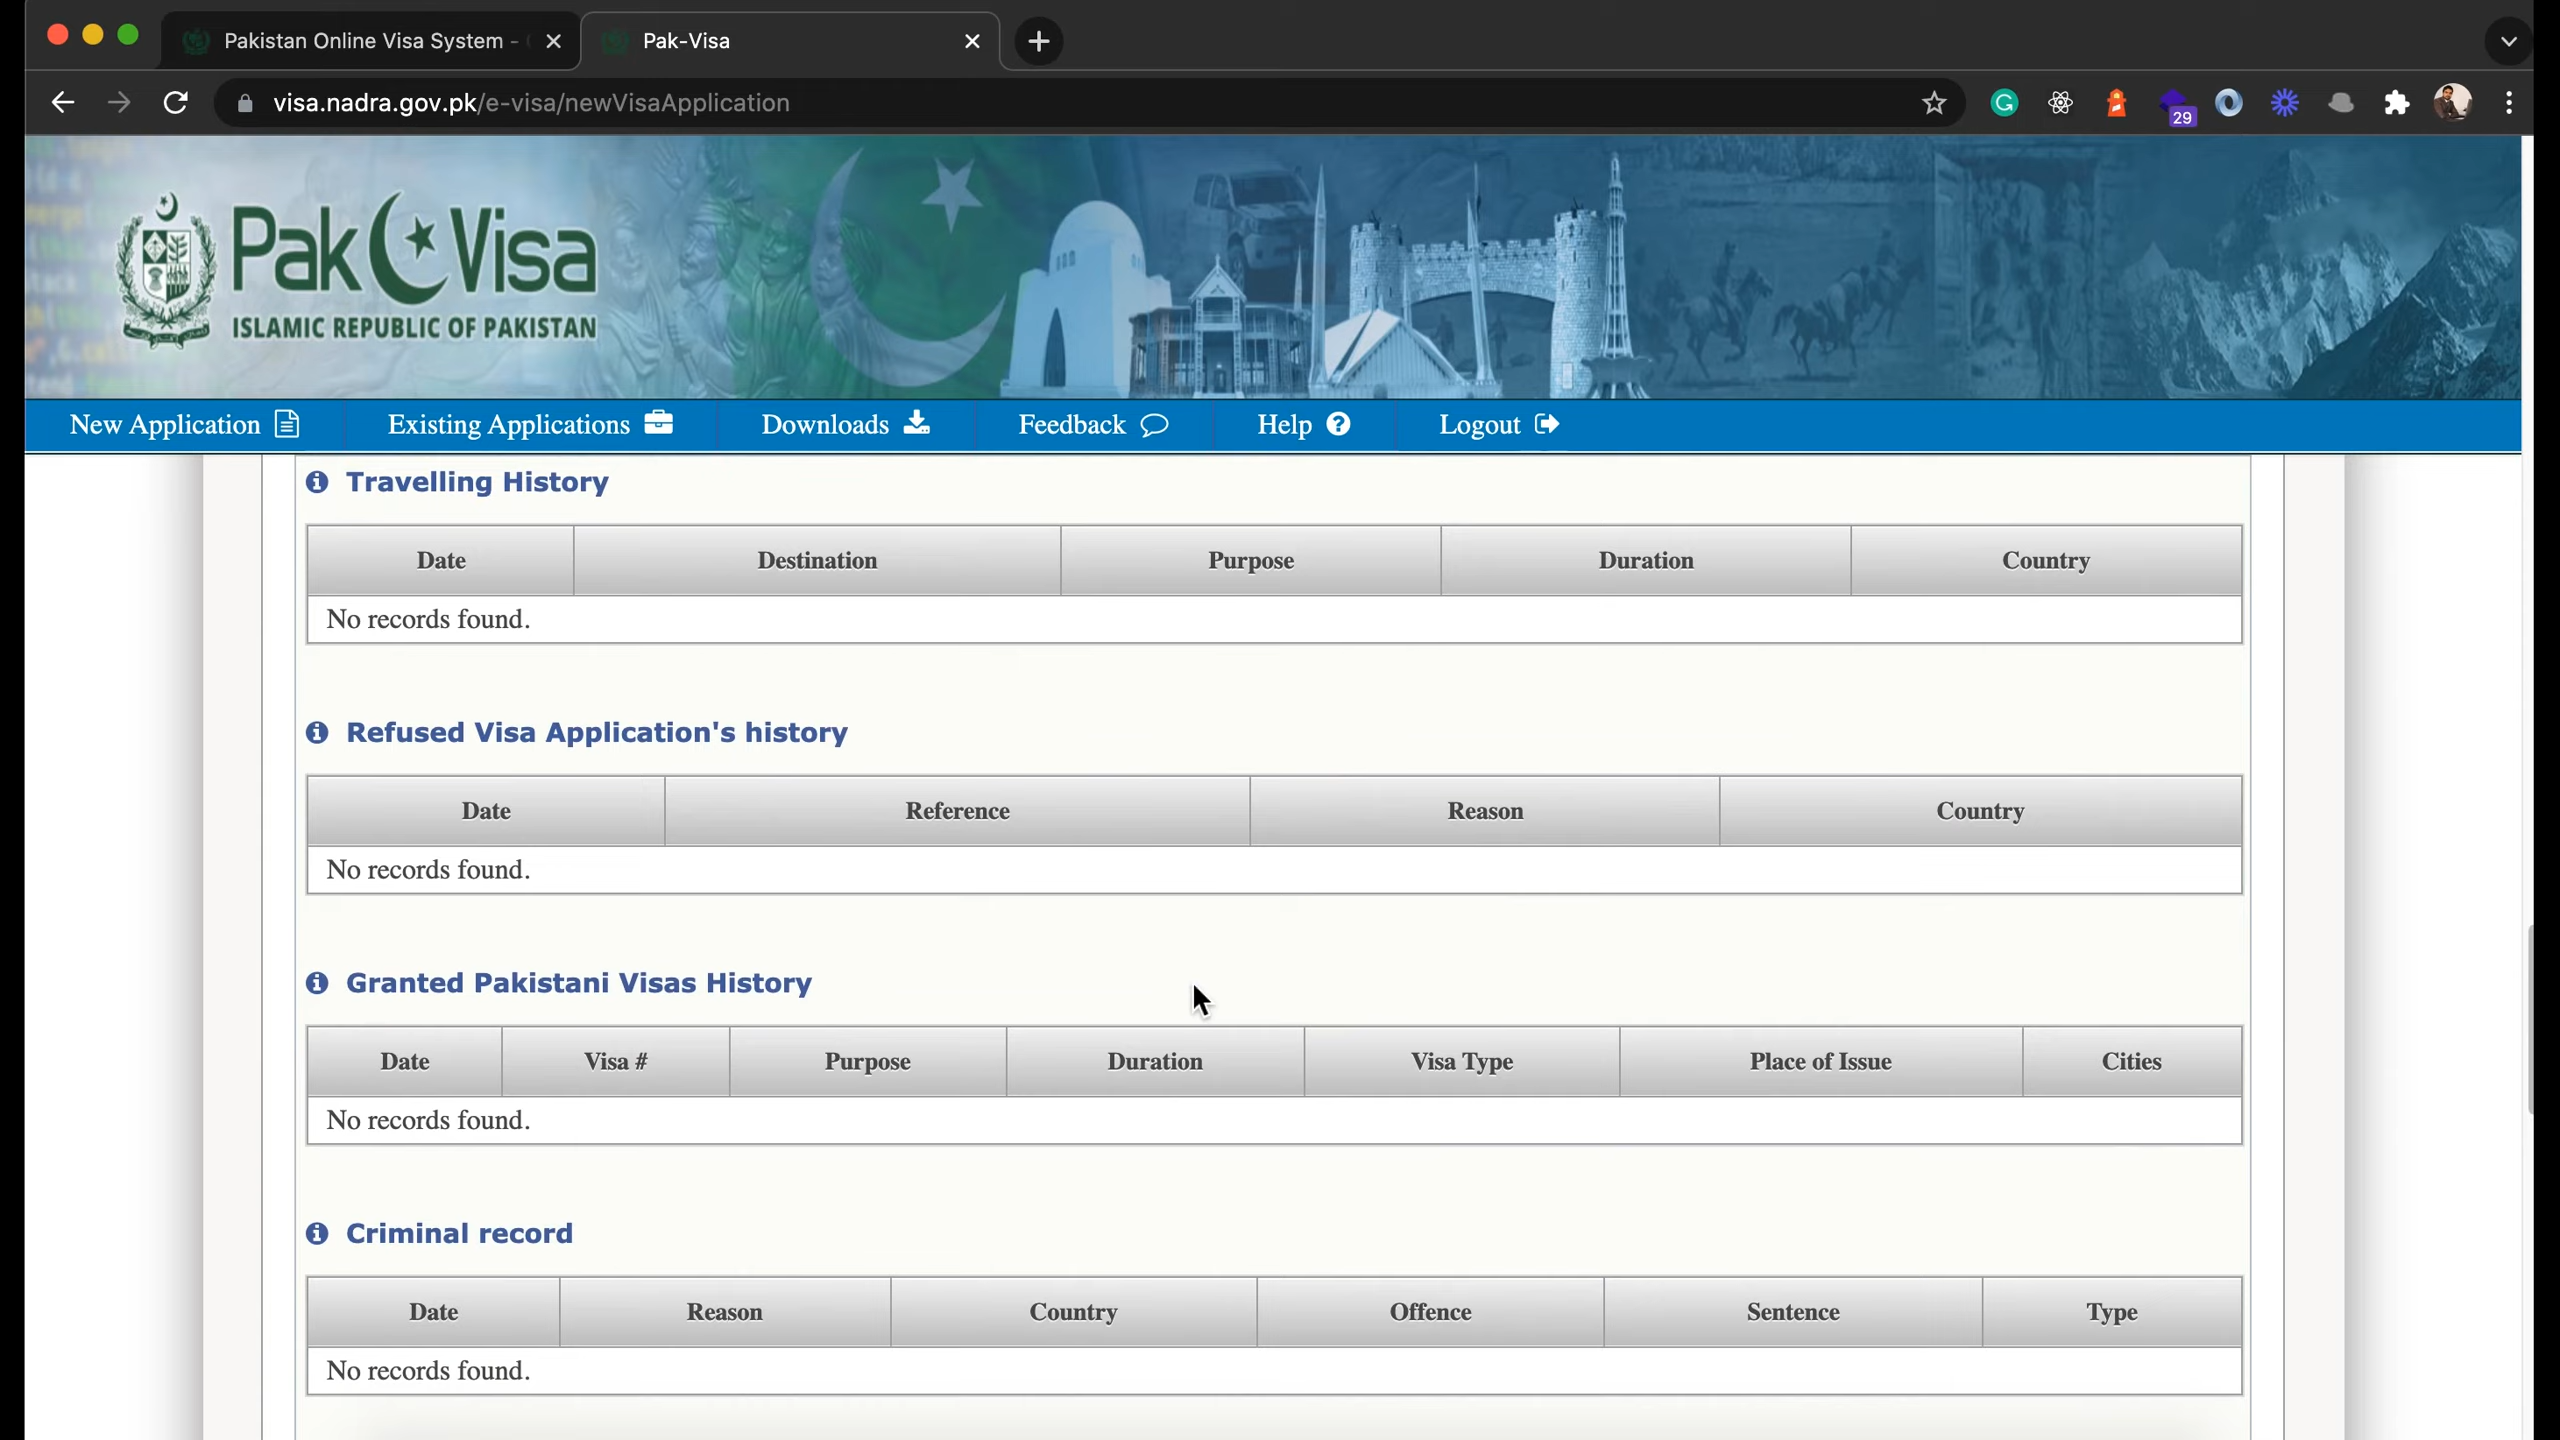 Pakistan Online Visa System -
Pak-Visa
visa.nadra.gov.pk/e-visa/newVisaApplication
29
Pak Visa
ISLAMIC REPUBLIC OF PAKISTAN
New Application
Existing Applications
Downloads
Feedback
Help
Logout
Travelling History
Date Destination Purpose Duration Country
No records found.
Refused Visa Application's history
Date Reference Reason Country
No records found.
Granted Pakistani Visas History
Date Visa # Purpose Duration Visa Type Place of Issue Cities
No records found.
Criminal record
Date Reason Country Offence Sentence Type
No records found.